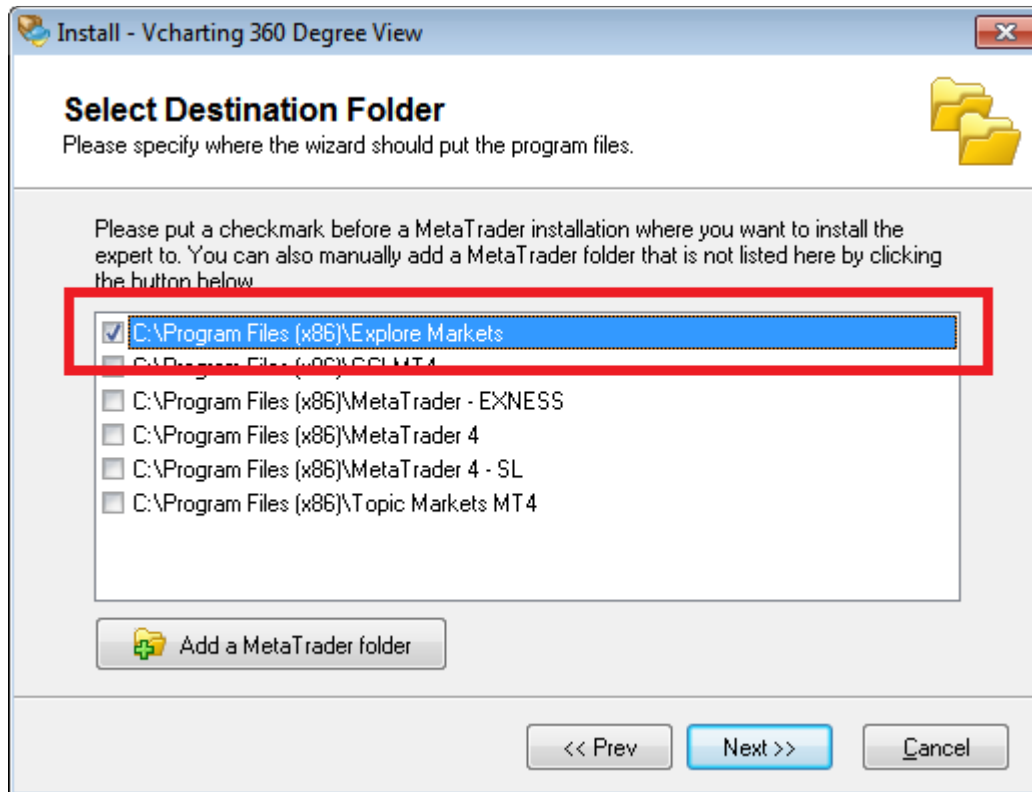 Install - Vcharting 360 Degree View
Select Destination Folder
Please specify where the wizard should put the program files.
Please put a checkmark before a MetaTrader installation where you want to install the
expert to. You can also manually add a MetaTrader folder that is not listed here by clicking
the button below
C:\Program Files (x86)\Explore Markets
C:\Program Files (x86)\
C:\Program Files (x86)\MetaTrader - EXNESS
C:\Program Files (x86)\MetaTrader 4
C:\Program Files (x86)\MetaTrader 4 - SL
C:\Program Files (x86)\Topic Markets MT4
Add a MetaTrader folder
<< Prev
Next >>
Cancel